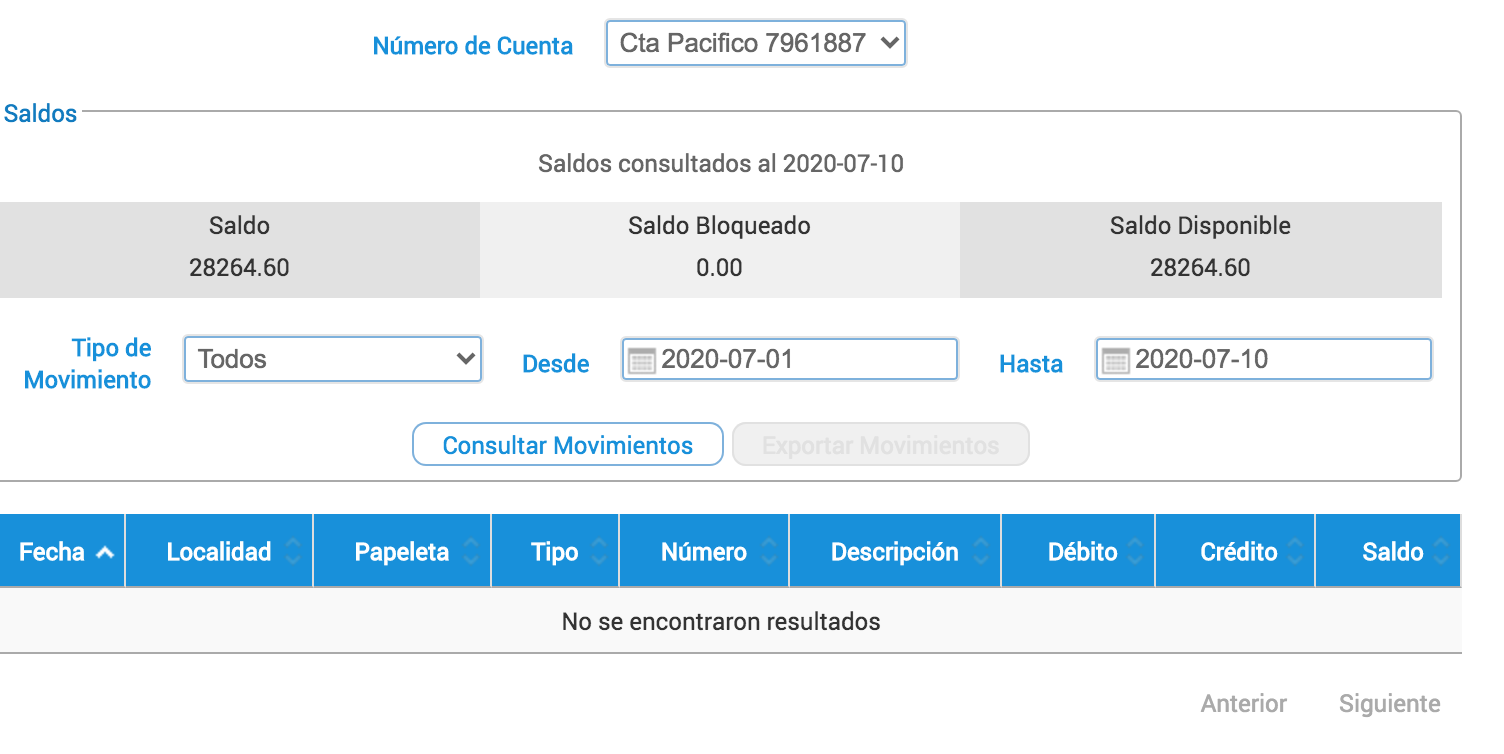 Número de Cuenta Cta Pacifico 7961887
Saldos
Saldos consultados al 2020-07-10
Saldo Saldo Bloqueado Saldo Disponible
28264.60 0.00 28264.60
Tipo de Movimiento Todos Desde 2020-07-01 Hasta 2020-07-10
Consultar Movimientos Exportar Movimientos
Fecha Localidad Papeleta Tipo Número Descripción Débito Crédito Saldo
No se encontraron resultados
Anterior Siguiente